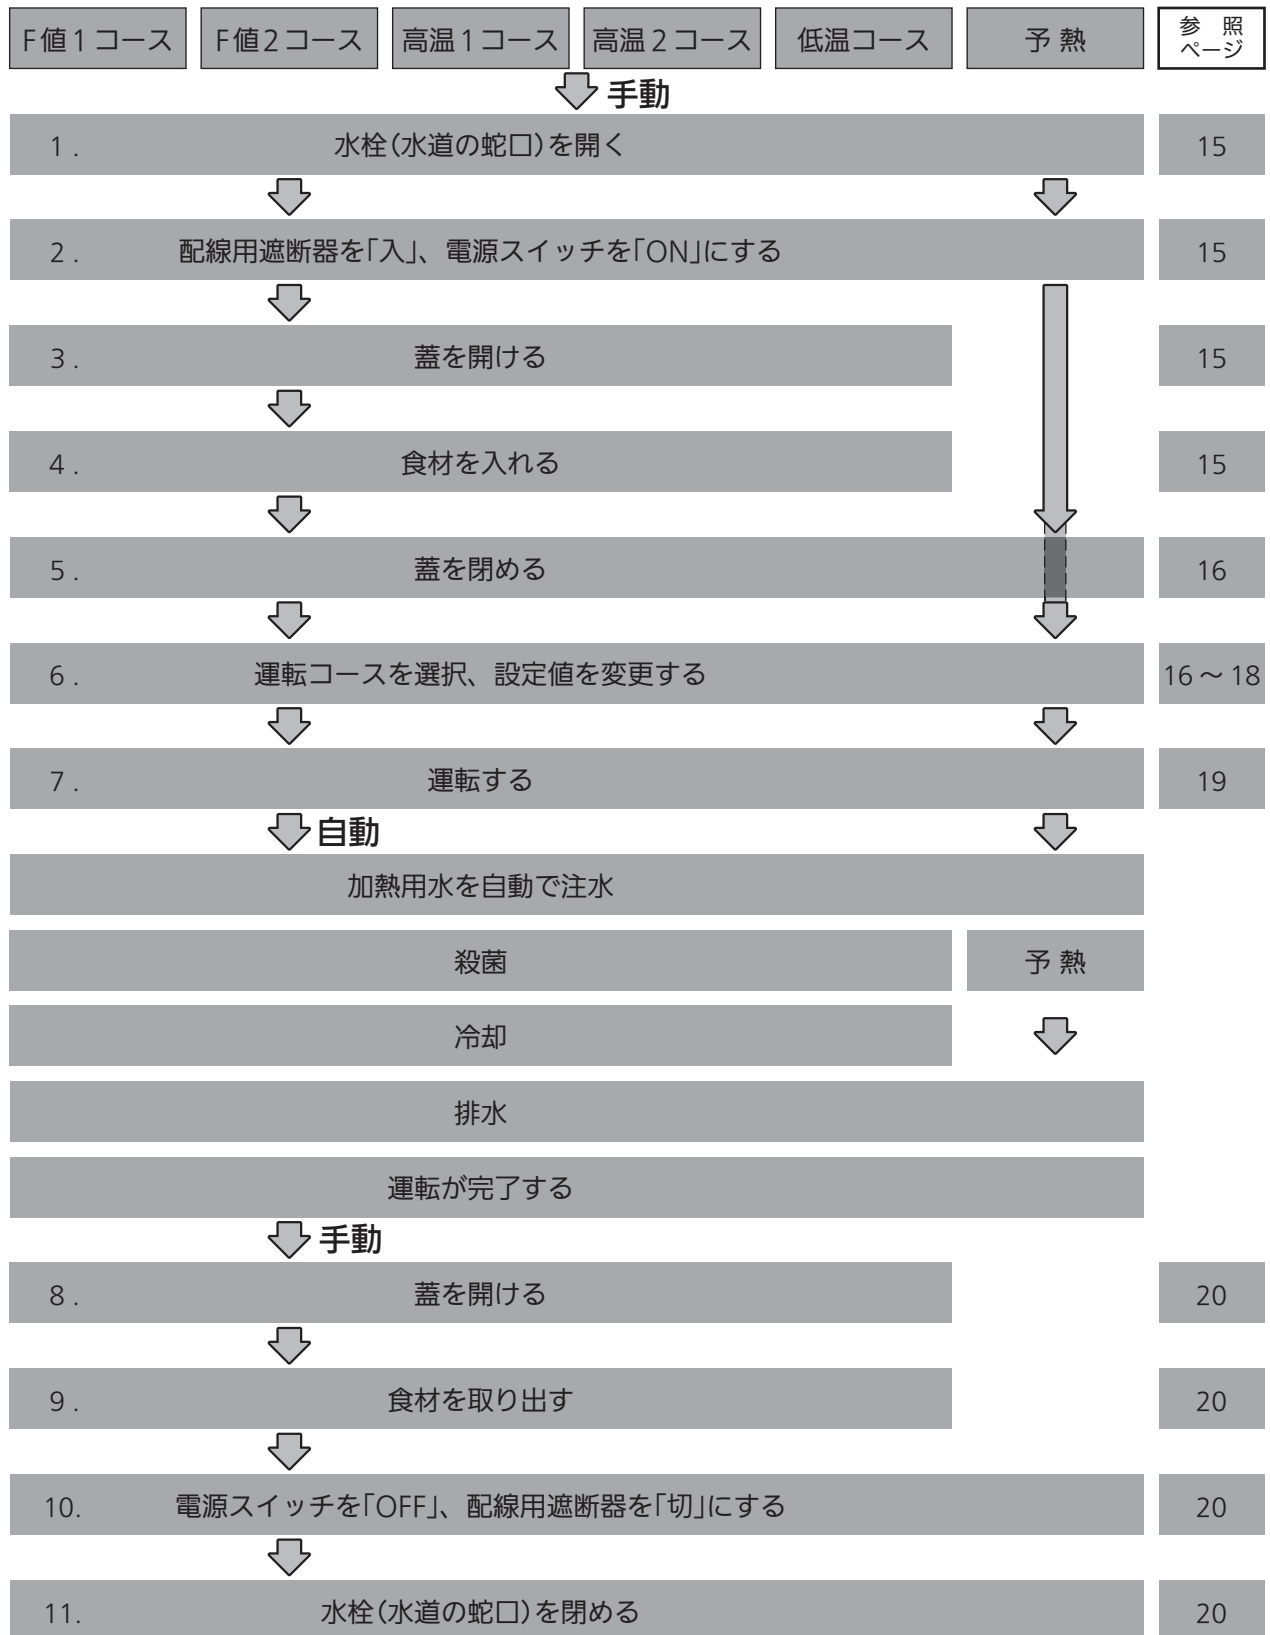 F値1コース F値2コース 高温1コース 高温2コース 低温コース 予熱 参照
ページ
手動
1. 水栓(水道の蛇口)を開く 15
2. 配線用遮断器を「入」、電源スイッチを「ON」にする 15
3. 蓋を開ける 15
4. 食材を入れる 15
5. 蓋を閉める 16
6. 運転コースを選択、設定値を変更する 16〜18
7. 運転する 19
自動
加熱用水を自動で注水
殺菌 予熱
冷却
排水
運転が完了する
手動
8. 蓋を開ける 20
9. 食材を取り出す 20
10. 電源スイッチを「OFF」、配線用遮断器を「切」にする 20
11. 水栓(水道の蛇口)を閉める 20